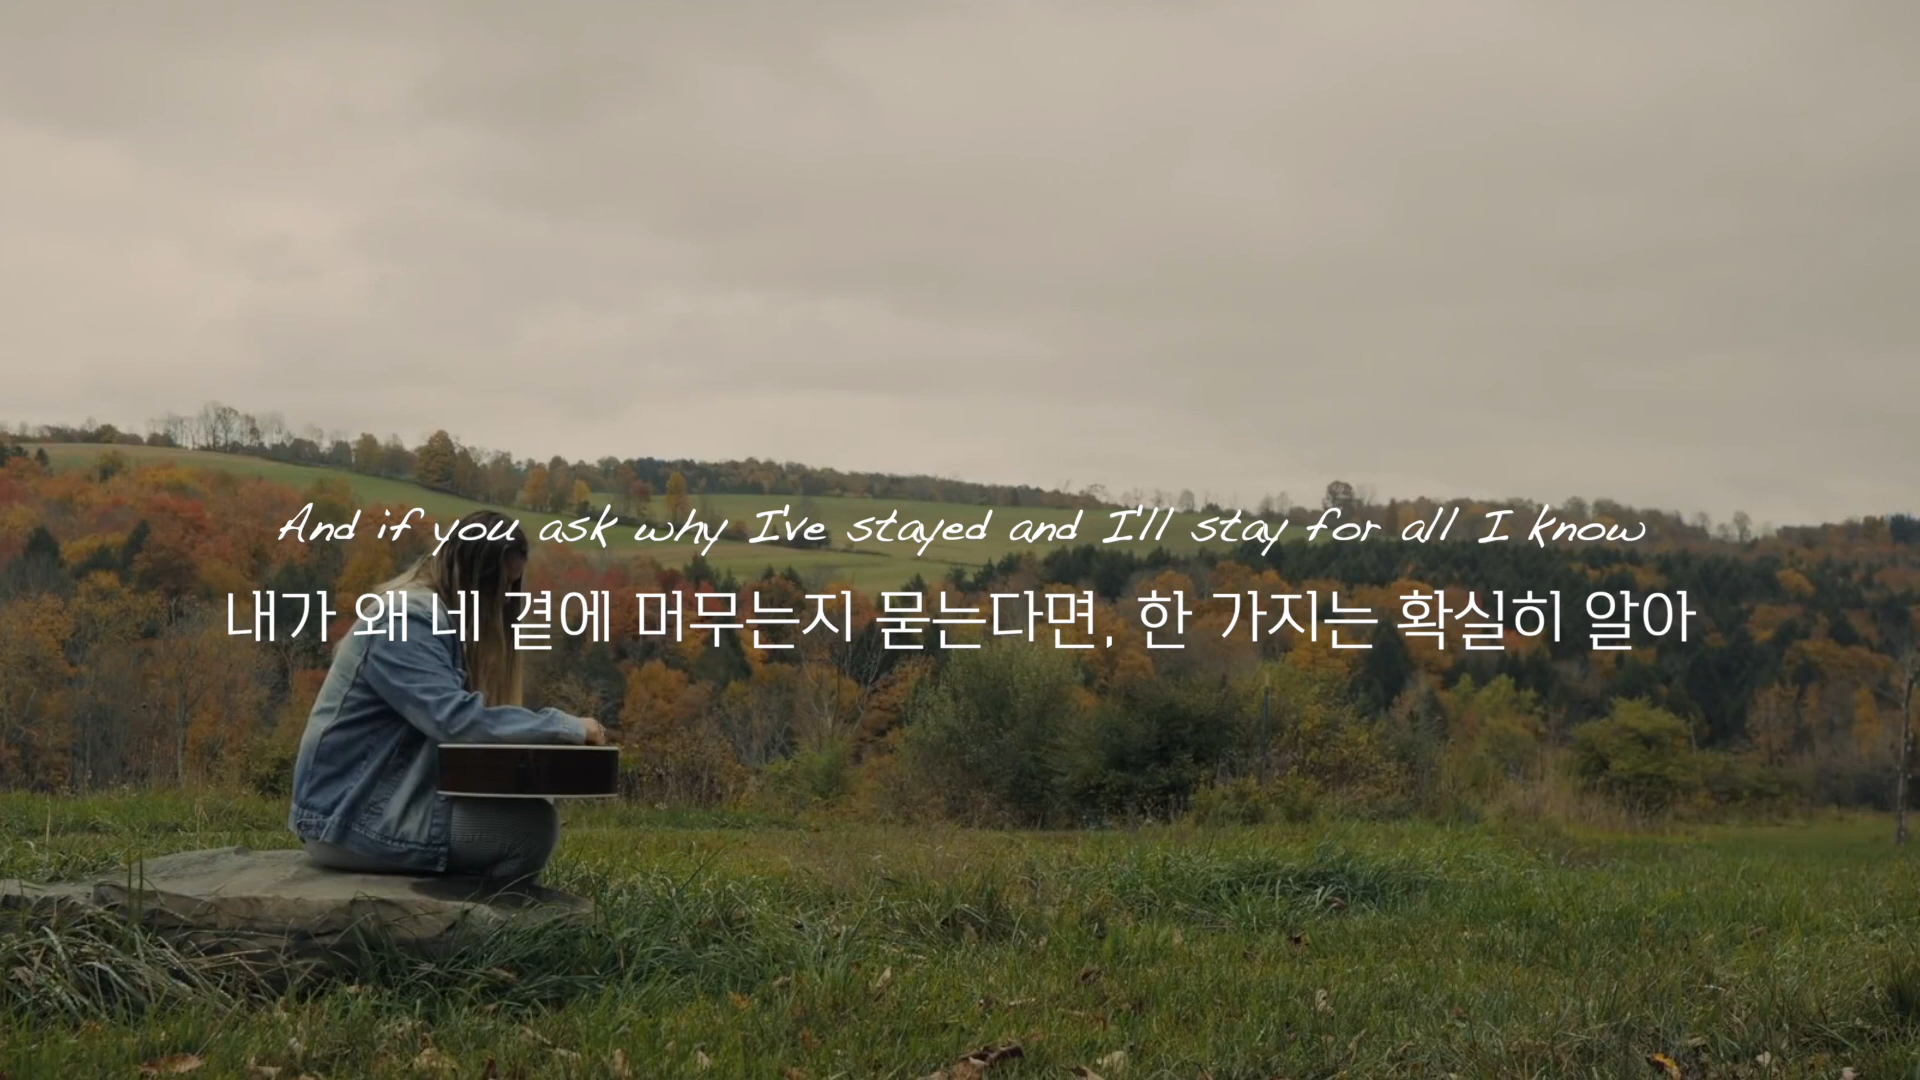 And if you ask why I've stayed and I'll stay for all I know
내가 왜 네 곁에 머무는지 묻는다면, 한 가지는 확실히 알아